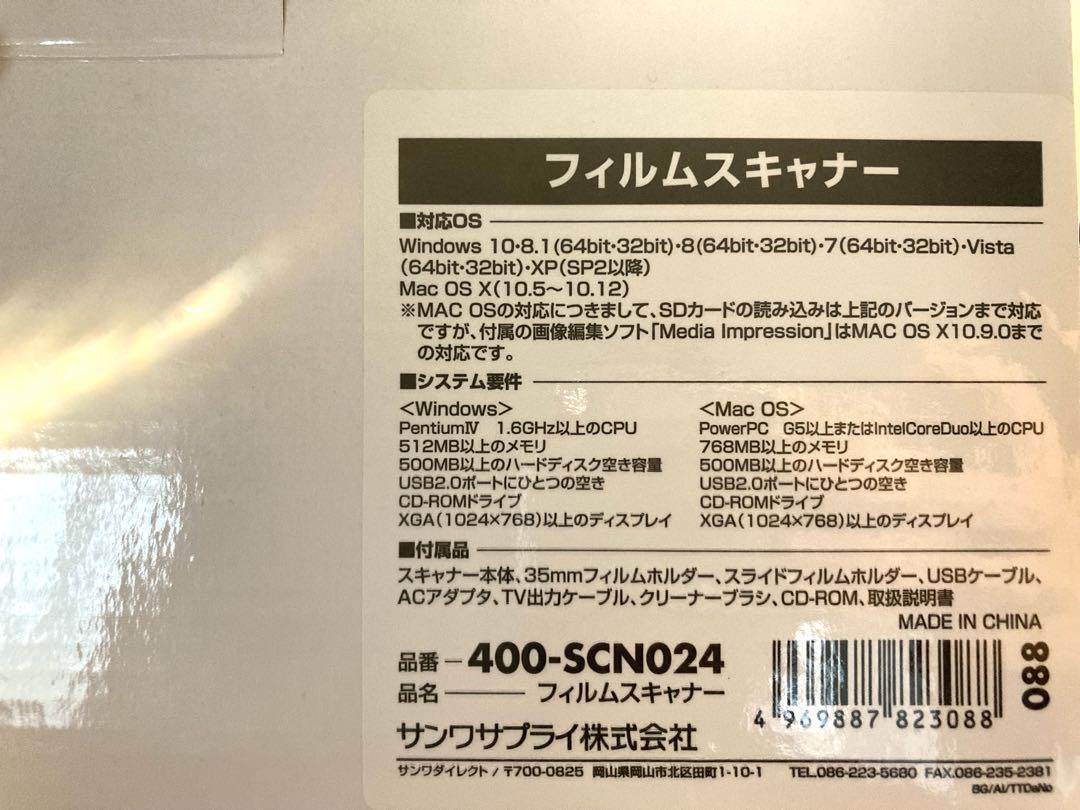 フィルムスキャナー
■対応OS
Windows 10・8.1(64bit・32bit)・8(64bit・32bit)・7(64bit・32bit)・Vista
(64bit・32bit)・XP(SP2以降)
Mac OS X(10.5〜10.12)
※MAC OSの対応につきまして、SDカードの読み込みは上記のバージョンまで対応
ですが、付属の画像編集ソフト「Media Impression」はMAC OS X10.9.0まで
の対応です。
■システム要件
<Windows>
PentiumⅣ 1.6GHz以上のCPU
512MB以上のメモリ
500MB以上のハードディスク空き容量
USB2.0ポートにひとつの空き
CD-ROMドライブ
XGA(1024×768)以上のディスプレイ
<Mac OS>
PowerPC G5以上またはIntelCoreDuo以上のCPU
768MB以上のメモリ
500MB以上のハードディスク空き容量
USB2.0ポートにひとつの空き
CD-ROMドライブ
XGA(1024×768)以上のディスプレイ
■付属品
スキャナー本体、35mmフィルムホルダー、スライドフィルムホルダー、USBケーブル、
ACアダプタ、TV出力ケーブル、クリーナーブラシ、CD-ROM、取扱説明書
MADE IN CHINA
品番 – 400-SCN024
品名 フィルムスキャナー
サンワサプライ株式会社
4 969887 823088
088
サンワダイレクト / 〒700-0825 岡山県岡山市北区田町1-10-1 TEL.086-223-5680 FAX.086-235-2381
BG/AI/TTDaNo